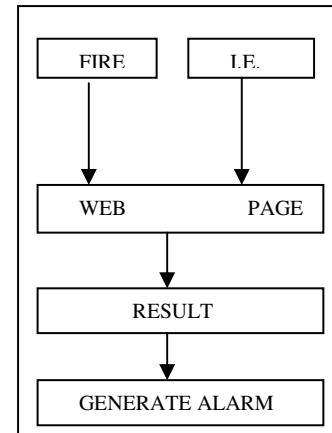 FIRE
I.E.
WEB PAGE
RESULT
GENERATE ALARM